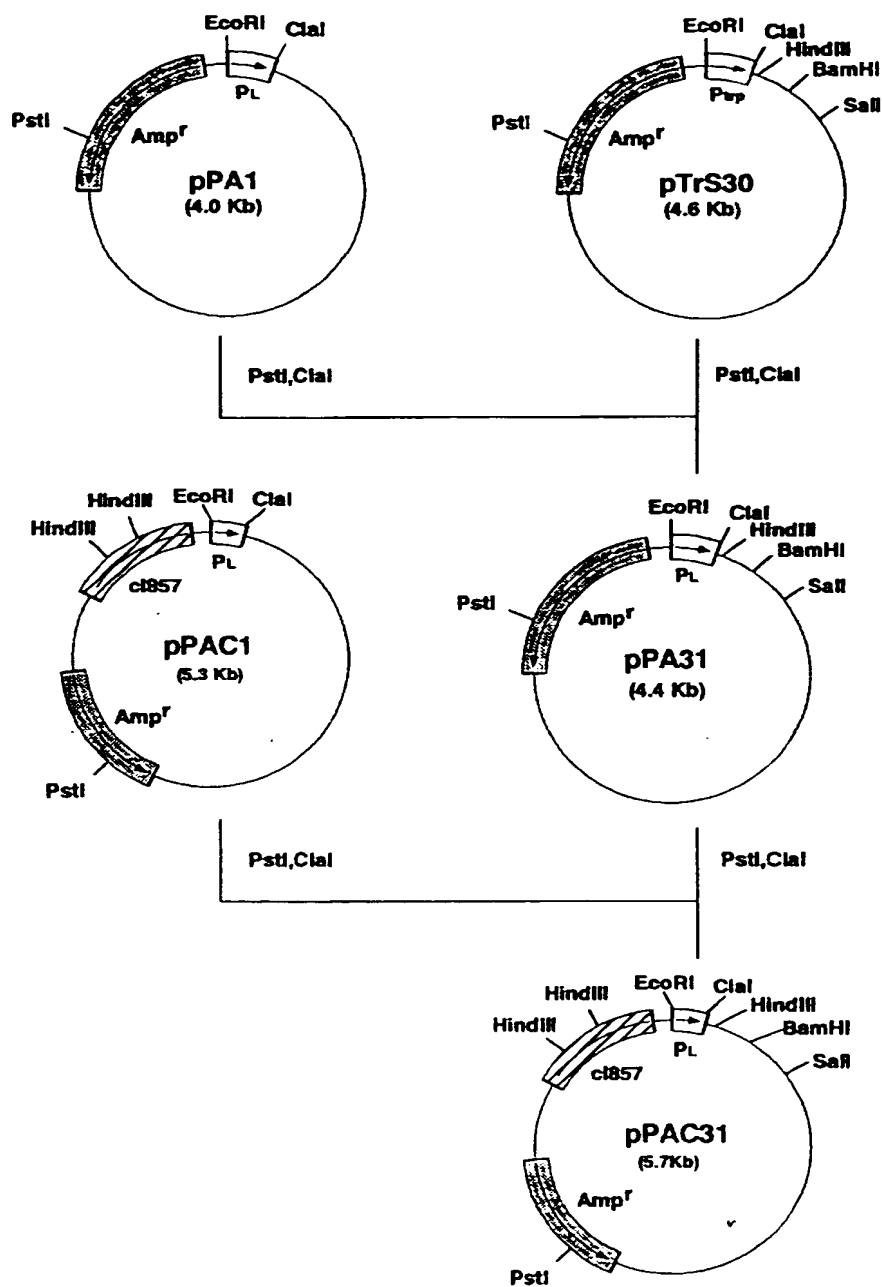 EcoRI
ClaI
PL
PstI
Ampr
pPA1
(4.0 Kb)
EcoRI
ClaI
HindIII
BamHI
SalI
Ptrp
PstI
Ampr
pTrS30
(4.6 Kb)
PstI,ClaI
PstI,ClaI
HindIII
HindIII
EcoRI
ClaI
PL
cI857
pPAC1
(5.3 Kb)
Ampr
PstI
EcoRI
ClaI
HindIII
BamHI
SalI
PL
PstI
Ampr
pPA31
(4.4 Kb)
PstI,ClaI
PstI,ClaI
HindIII
HindIII
EcoRI
ClaI
HindIII
BamHI
SalI
PL
cI857
pPAC31
(5.7Kb)
Ampr
PstI